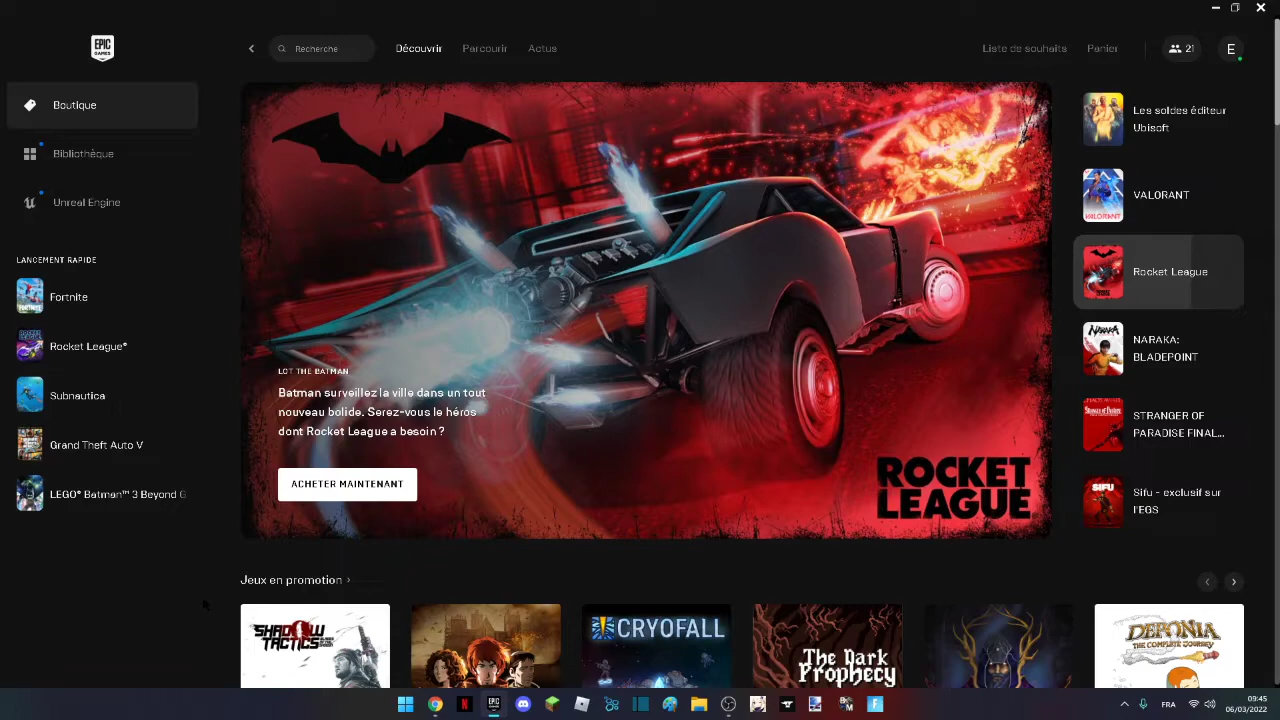 EPIC
GAMES
Recherche
Découvrir
Parcourir
Actus
Liste de souhaits
Panier
21
E
Boutique
Bibliothèque
Unreal Engine
LANCEMENT RAPIDE
Fortnite
Rocket League®
Subnautica
Grand Theft Auto V
LEGO® Batman™ 3 Beyond G
LOT THE BATMAN
Batman surveillez la ville dans un tout
nouveau bolide. Serez-vous le héros
dont Rocket League a besoin ?
ACHETER MAINTENANT
ROCKET
LEAGUE
Les soldes éditeur
Ubisoft
VALORANT
VALORANT
Rocket League
NARAKA
NARAKA:
BLADEPOINT
STRANGER OF
PARADISE FINAL...
SIFU
Sifu - exclusif sur
l'EGS
Jeux en promotion
SHADOW
TACTICS
CRYOFALL
The Dark
Prophecy
DEPONIA
THE COMPLETE JOURNEY
EPIC
FRA
09:45
06/03/2022